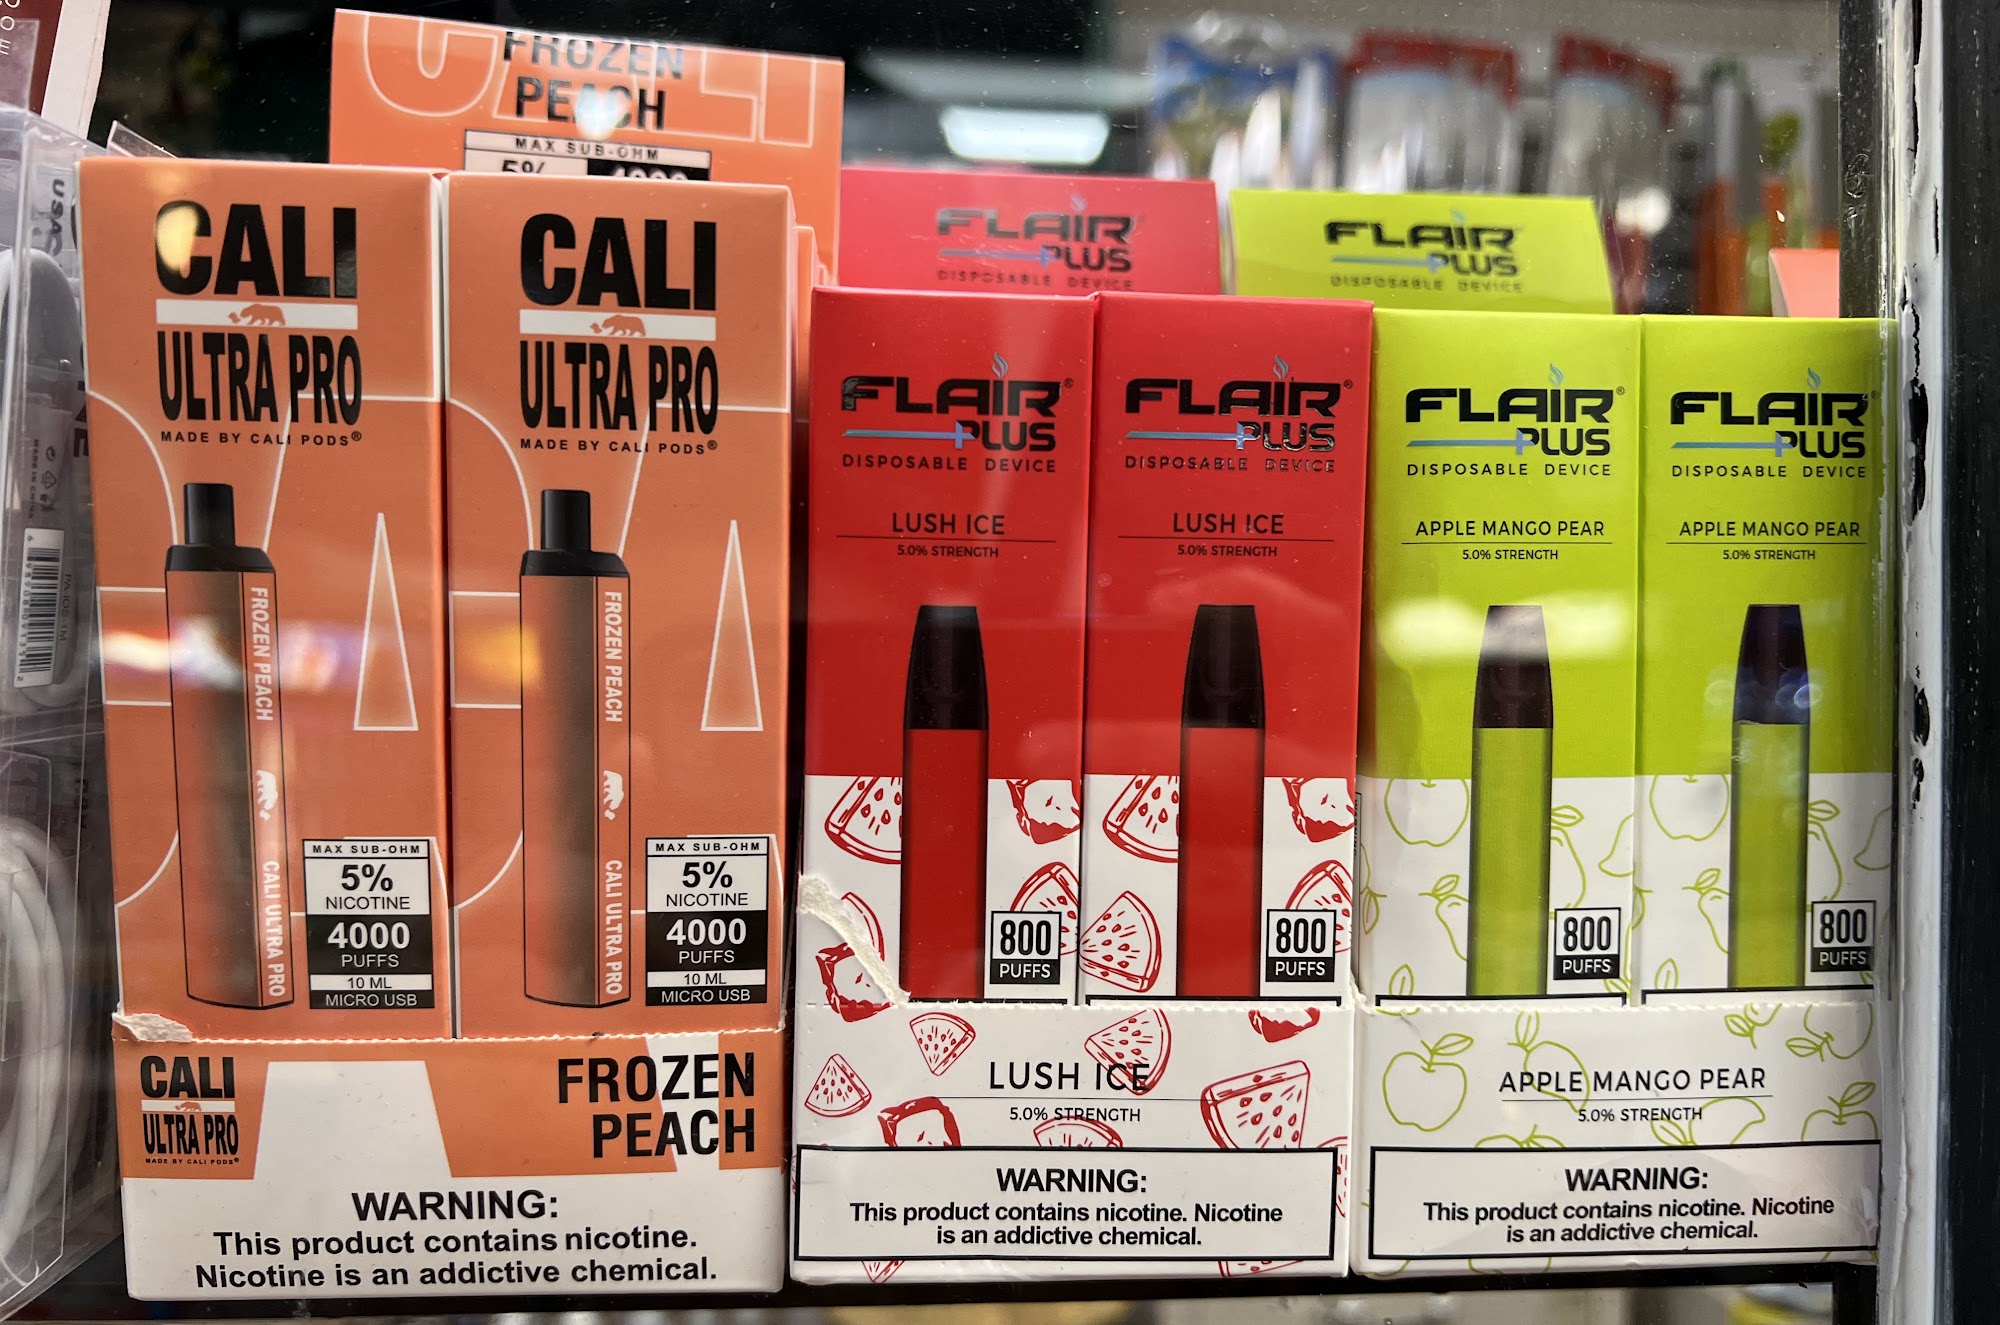 FROZEN
PEACH
MAX SUB-OHM
5% 4000
CALI
ULTRA PRO
MADE BY CALI PODS®
FROZEN PEACH
CALI ULTRA PRO
MAX SUB-OHM
5%
NICOTINE
4000
PUFFS
10 ML
MICRO USB
CALI
ULTRA PRO
MADE BY CALI PODS®
FROZEN PEACH
CALI ULTRA PRO
MAX SUB-OHM
5%
NICOTINE
4000
PUFFS
10 ML
MICRO USB
CALI
ULTRA PRO
MADE BY CALI PODS®
FROZEN
PEACH
WARNING:
This product contains nicotine.
Nicotine is an addictive chemical.
FLAIR
PLUS
DISPOSABLE DEVICE
FLAIR®
PLUS
DISPOSABLE DEVICE
LUSH ICE
5.0% STRENGTH
800
PUFFS
FLAIR®
PLUS
DISPOSABLE DEVICE
LUSH ICE
5.0% STRENGTH
800
PUFFS
LUSH ICE
5.0% STRENGTH
WARNING:
This product contains nicotine. Nicotine
is an addictive chemical.
FLAIR
PLUS
DISPOSABLE DEVICE
FLAIR®
PLUS
DISPOSABLE DEVICE
APPLE MANGO PEAR
5.0% STRENGTH
800
PUFFS
FLAIR
PLUS
DISPOSABLE DEVICE
APPLE MANGO PEAR
5.0% STRENGTH
800
PUFFS
APPLE MANGO PEAR
5.0% STRENGTH
WARNING:
This product contains nicotine. Nicotine
is an addictive chemical.